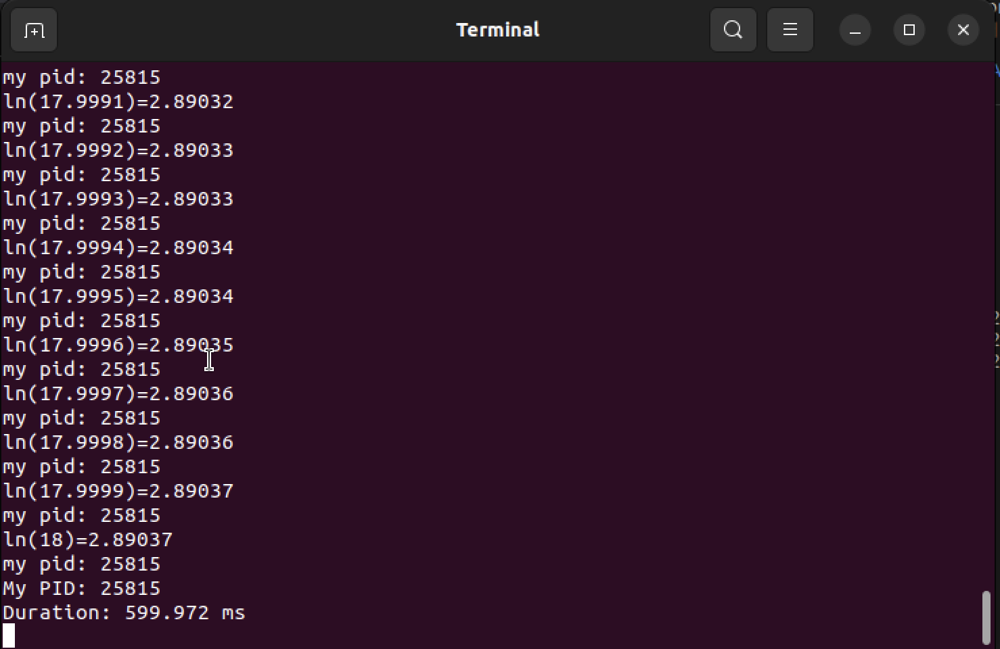 Terminal
my pid: 25815
ln(17.9991)=2.89032
my pid: 25815
ln(17.9992)=2.89033
my pid: 25815
ln(17.9993)=2.89033
my pid: 25815
ln(17.9994)=2.89034
my pid: 25815
ln(17.9995)=2.89034
my pid: 25815
ln(17.9996)=2.89035
my pid: 25815
ln(17.9997)=2.89036
my pid: 25815
ln(17.9998)=2.89036
my pid: 25815
ln(17.9999)=2.89037
my pid: 25815
ln(18)=2.89037
my pid: 25815
My PID: 25815
Duration: 599.972 ms